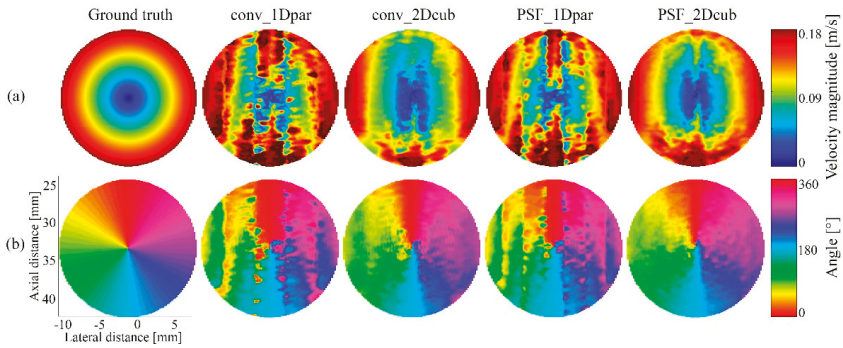 Ground truth conv_1Dpar conv_2Dcub PSF_1Dpar PSF_2Dcub
(a)
0.18
0.09
0
Velocity magnitude [m/s]
(b)
Axial distance [mm]
25
30
35
40
-10 -5 0 5
Lateral distance [mm]
360
180
0
Angle [°]